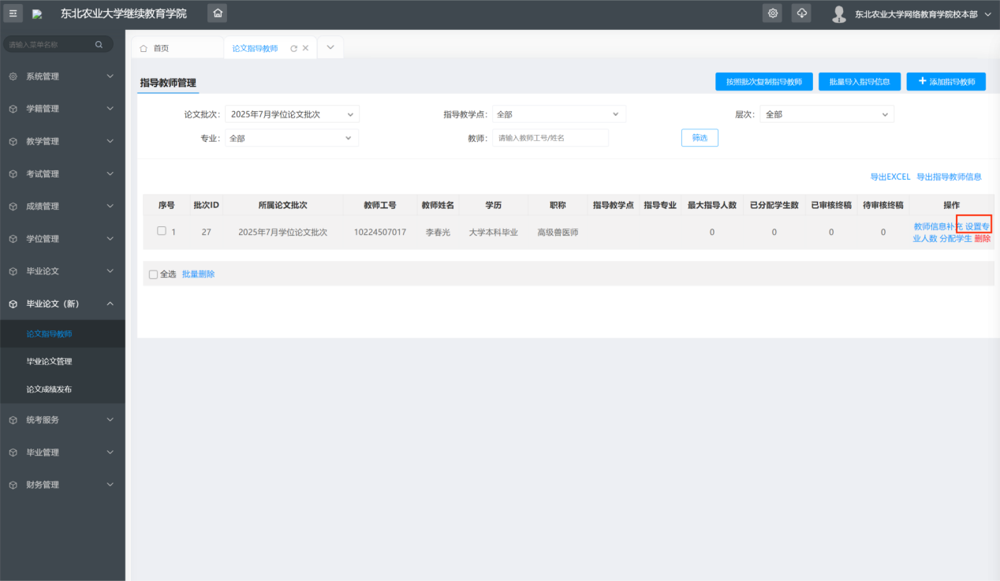 东北农业大学继续教育学院
东北农业大学网络教育学院校本部
请输入菜单名称
系统管理
学籍管理
教学管理
考试管理
成绩管理
学位管理
毕业论文
毕业论文（新）
论文指导教师
毕业论文管理
论文成绩发布
统考服务
毕业管理
财务管理
首页 论文指导教师
指导教师管理 按照批次复制指导教师 批量导入指导信息 添加指导教师
论文批次： 2025年7月学位论文批次 指导教学点： 全部 层次： 全部
专业： 全部 教师： 请输入教师工号/姓名 筛选
导出EXCEL 导出指导教师信息
序号 批次ID 所属论文批次 教师工号 教师姓名 学历 职称 指导教学点 指导专业 最大指导人数 已分配学生数 已审核终稿 待审核终稿 操作
1 27 2025年7月学位论文批次 10224507017 李春光 大学本科毕业 高级兽医师 0 0 0 0 教师信息补充 设置专
业人数 分配学生 删除
全选 批量删除